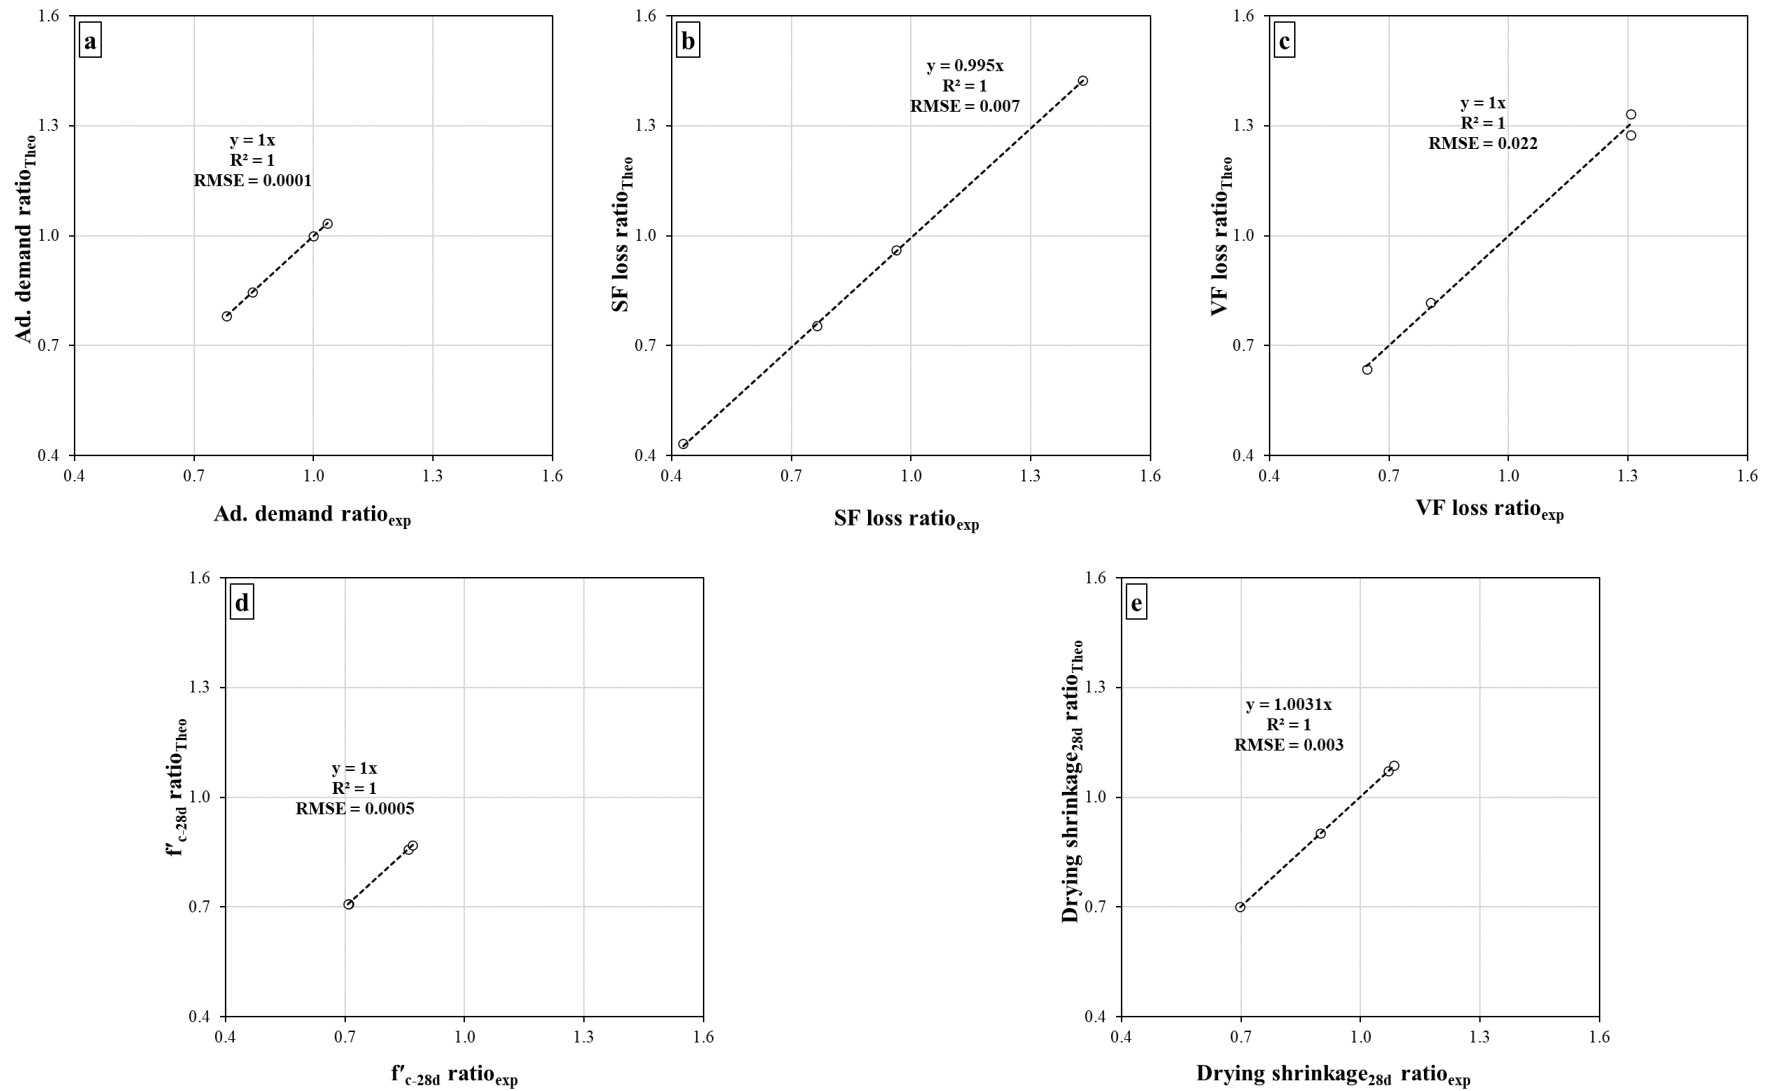 a
y = 1x
R² = 1
RMSE = 0.0001
1.6
1.3
1.0
0.7
0.4
0.4 0.7 1.0 1.3 1.6
Ad. demand ratioTheo
Ad. demand ratioexp
b
y = 0.995x
R² = 1
RMSE = 0.007
1.6
1.3
1.0
0.7
0.4
0.4 0.7 1.0 1.3 1.6
SF loss ratioTheo
SF loss ratioexp
c
y = 1x
R² = 1
RMSE = 0.022
1.6
1.3
1.0
0.7
0.4
0.4 0.7 1.0 1.3 1.6
VF loss ratioTheo
VF loss ratioexp
d
y = 1x
R² = 1
RMSE = 0.0005
1.6
1.3
1.0
0.7
0.4
0.4 0.7 1.0 1.3 1.6
f′c-28d ratioTheo
f′c-28d ratioexp
e
y = 1.0031x
R² = 1
RMSE = 0.003
1.6
1.3
1.0
0.7
0.4
0.4 0.7 1.0 1.3 1.6
Drying shrinkage28d ratioTheo
Drying shrinkage28d ratioexp